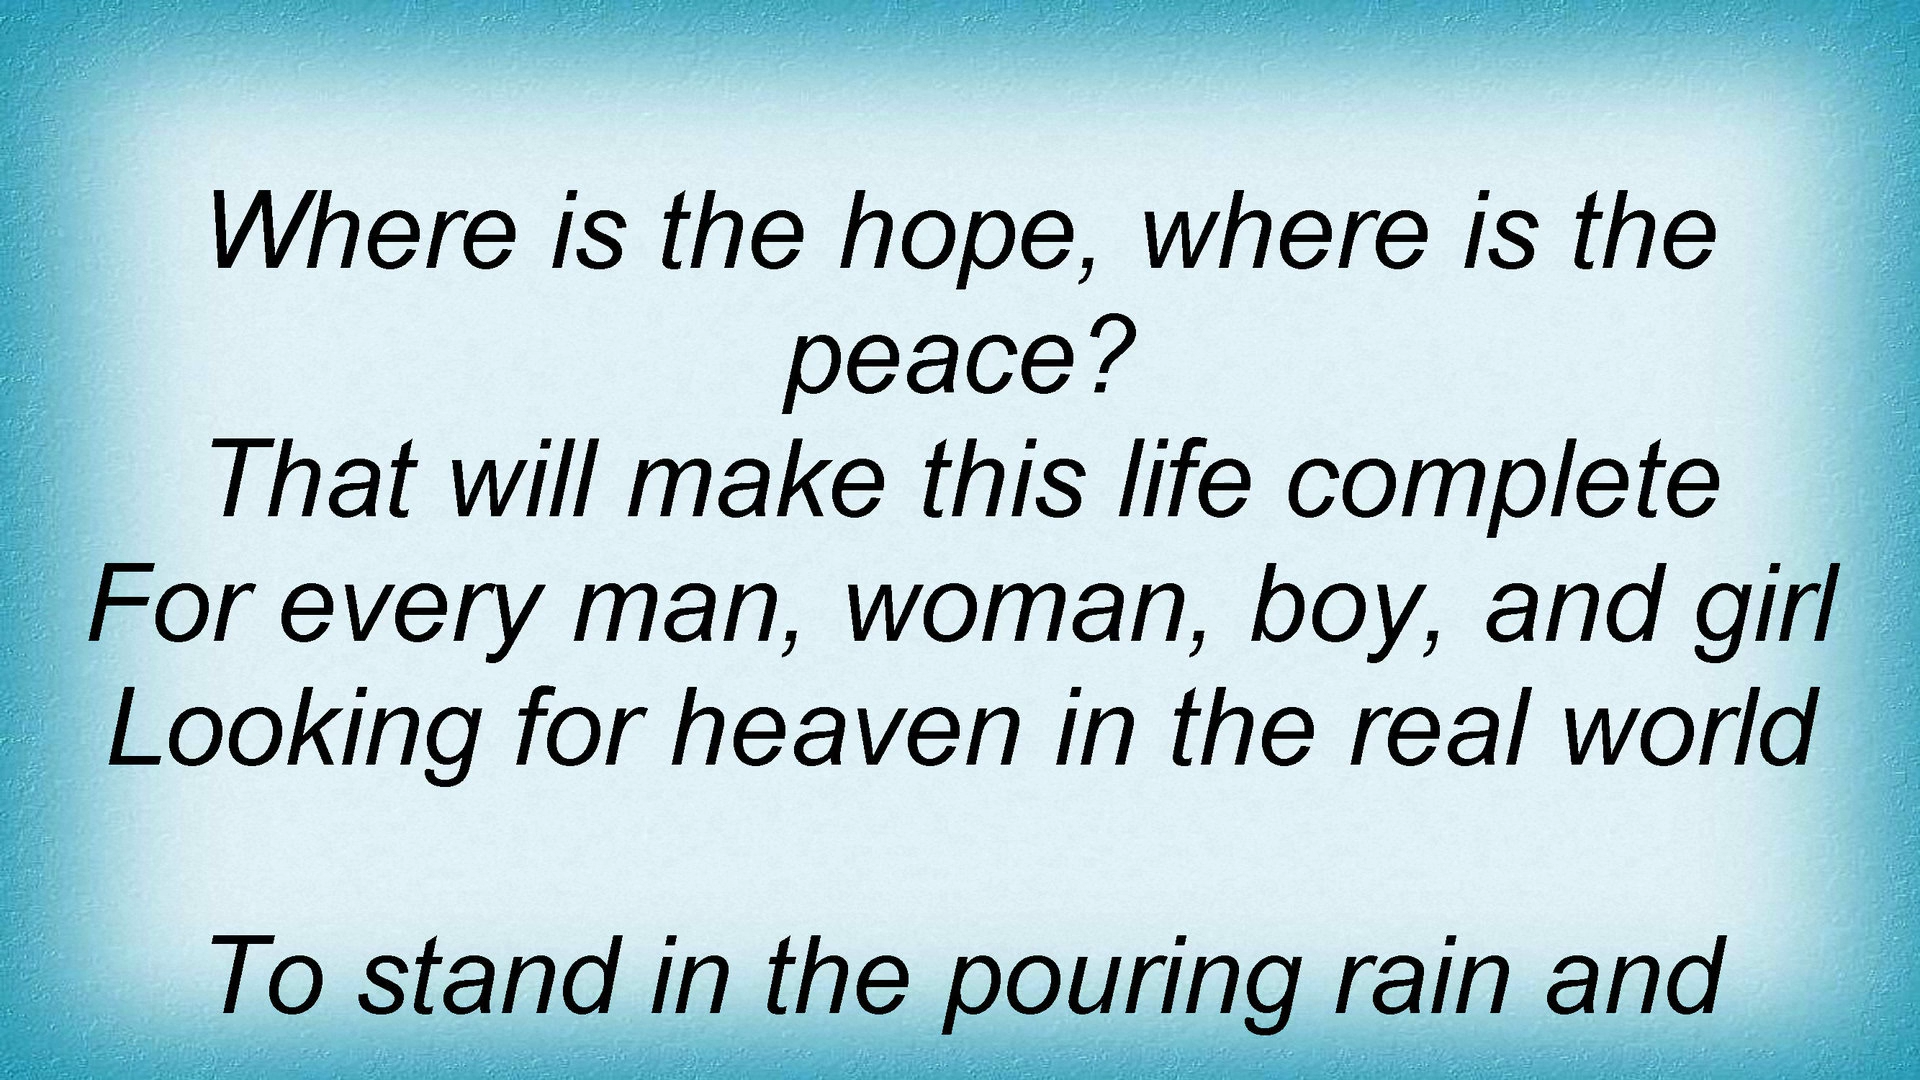 Where is the hope, where is the
peace?
That will make this life complete
For every man, woman, boy, and girl
Looking for heaven in the real world
To stand in the pouring rain and